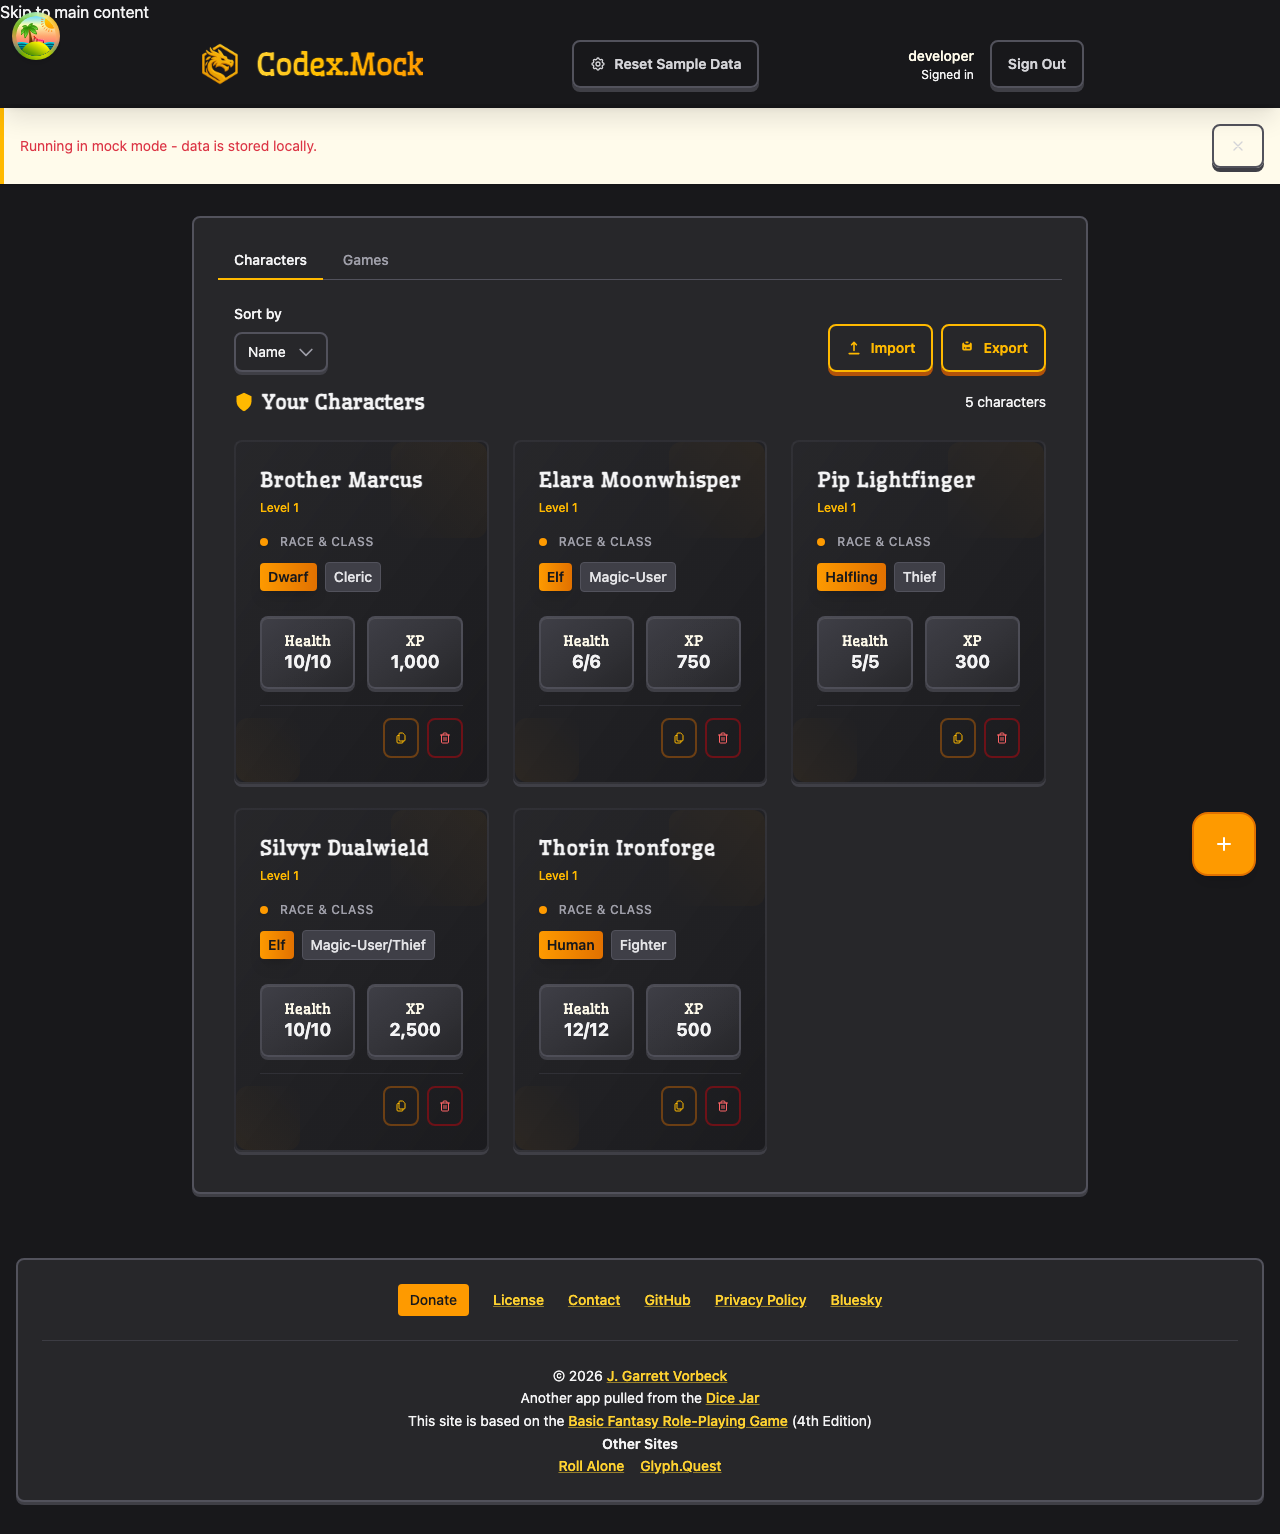 Skip to main content
Codex.Mock
Reset Sample Data
developer
Signed in
Sign Out
Running in mock mode - data is stored locally.
Characters
Games
Sort by
Name
Import
Export
Your Characters
5 characters
Brother Marcus
Level 1
RACE & CLASS
Dwarf
Cleric
Health
10/10
XP
1,000
Elara Moonwhisper
Level 1
RACE & CLASS
Elf
Magic-User
Health
6/6
XP
750
Pip Lightfinger
Level 1
RACE & CLASS
Halfling
Thief
Health
5/5
XP
300
Silvyr Dualwield
Level 1
RACE & CLASS
Elf
Magic-User/Thief
Health
10/10
XP
2,500
Thorin Ironforge
Level 1
RACE & CLASS
Human
Fighter
Health
12/12
XP
500
Donate
License
Contact
GitHub
Privacy Policy
Bluesky
© 2026 J. Garrett Vorbeck
Another app pulled from the Dice Jar
This site is based on the Basic Fantasy Role-Playing Game (4th Edition)
Other Sites
Roll Alone
Glyph.Quest